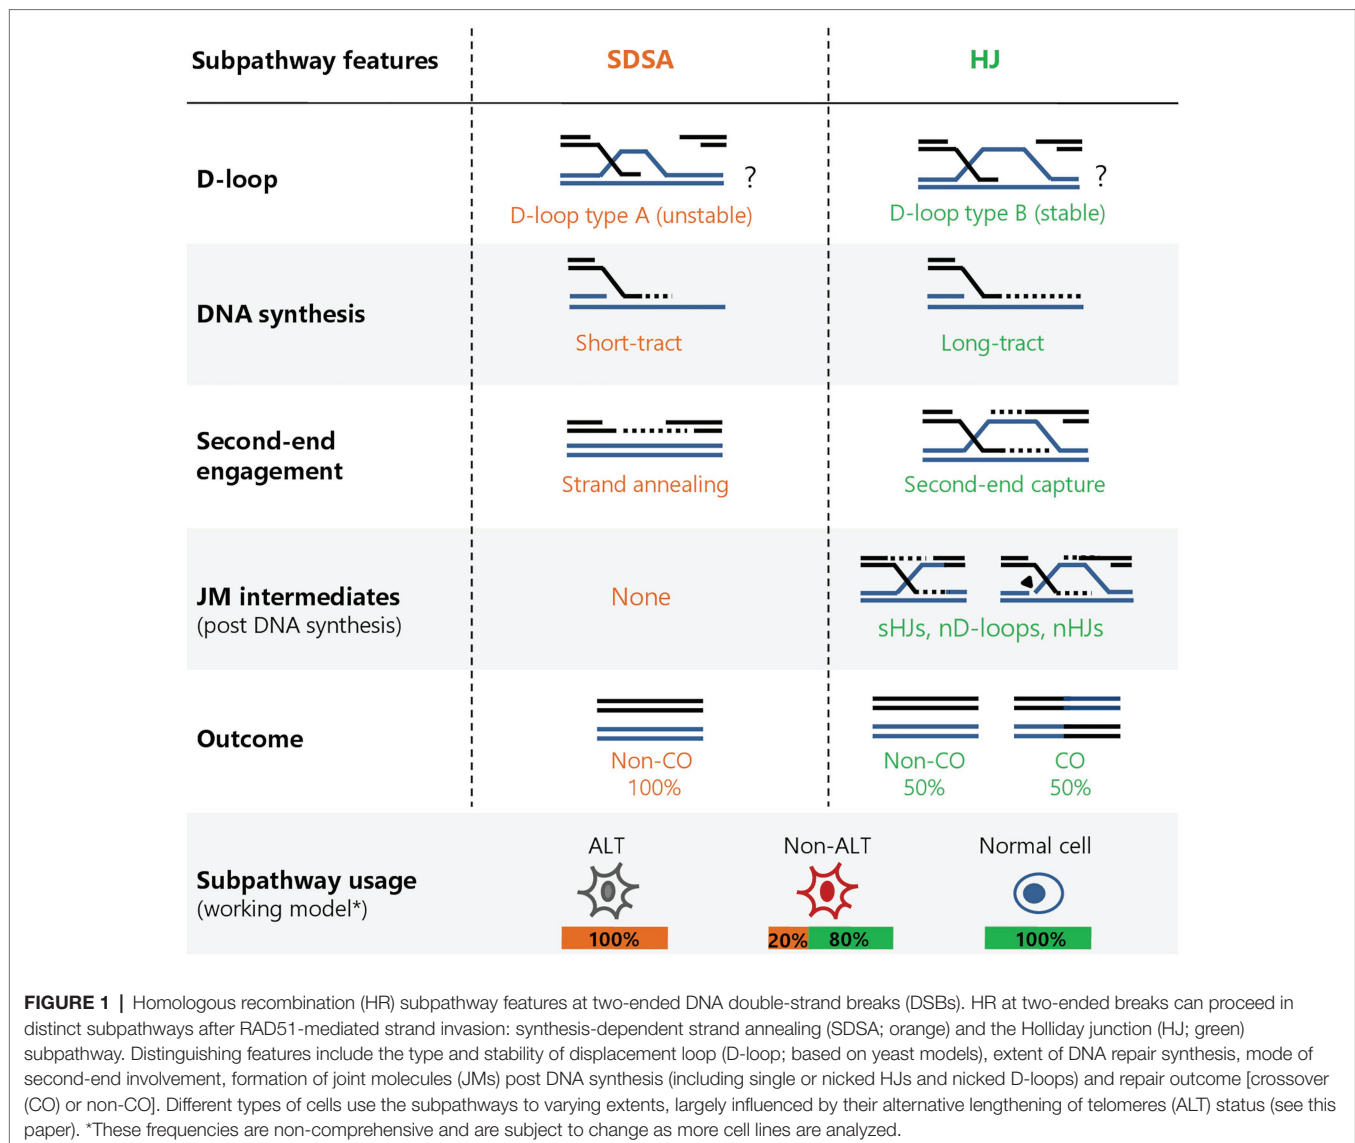 Subpathway features SDSA HJ
D-loop
? ?
D-loop type A (unstable) D-loop type B (stable)
DNA synthesis
Short-tract Long-tract
Second-end
engagement
Strand annealing Second-end capture
JM intermediates
(post DNA synthesis)
None
sHJs, nD-loops, nHJs
Outcome
Non-CO Non-CO CO
100% 50% 50%
ALT Non-ALT Normal cell
Subpathway usage
(working model*)
100% 20% 80% 100%
FIGURE 1 | Homologous recombination (HR) subpathway features at two-ended DNA double-strand breaks (DSBs). HR at two-ended breaks can proceed in
distinct subpathways after RAD51-mediated strand invasion: synthesis-dependent strand annealing (SDSA; orange) and the Holliday junction (HJ; green)
subpathway. Distinguishing features include the type and stability of displacement loop (D-loop; based on yeast models), extent of DNA repair synthesis, mode of
second-end involvement, formation of joint molecules (JMs) post DNA synthesis (including single or nicked HJs and nicked D-loops) and repair outcome [crossover
(CO) or non-CO]. Different types of cells use the subpathways to varying extents, largely influenced by their alternative lengthening of telomeres (ALT) status (see this
paper). *These frequencies are non-comprehensive and are subject to change as more cell lines are analyzed.